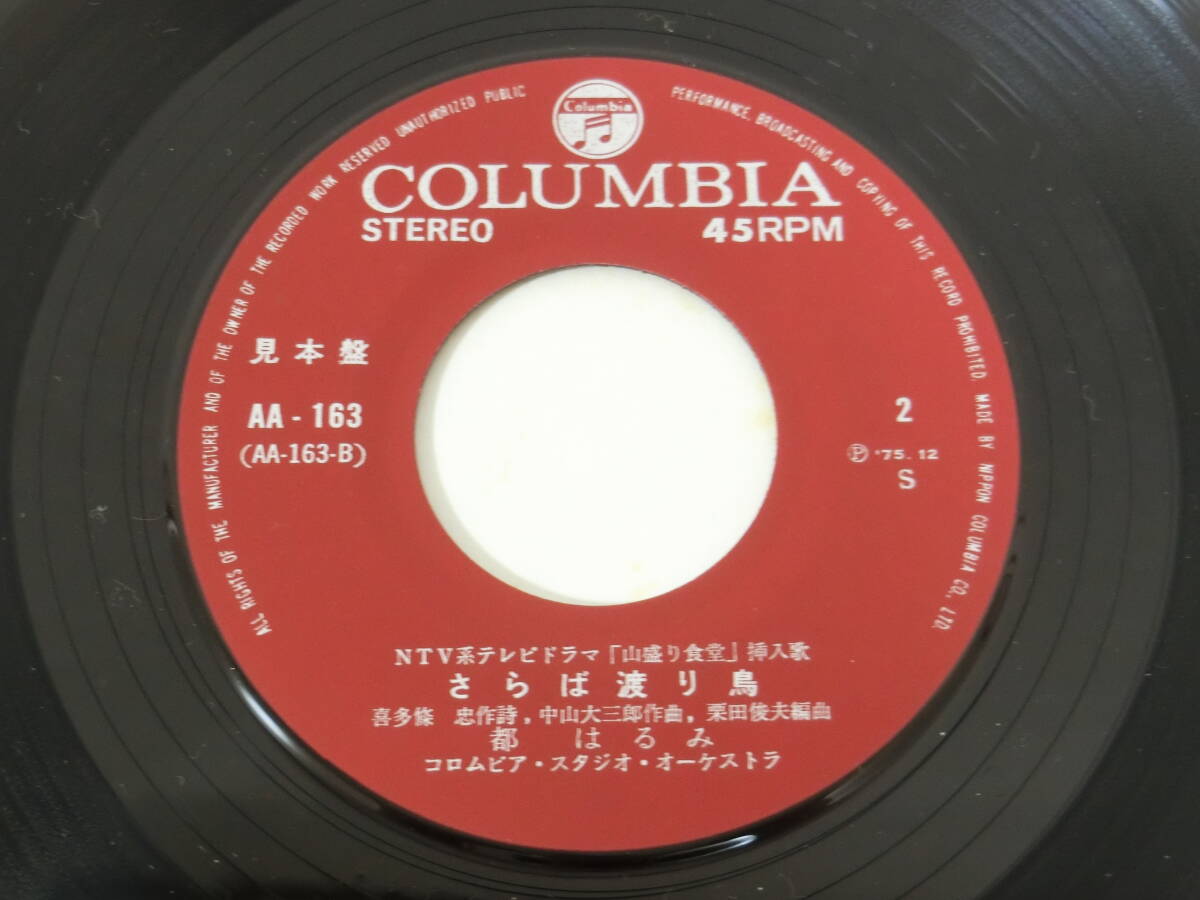 Columbia
COLUMBIA
STEREO 45RPM
見本盤
AA - 163
(AA-163-B)
2
Ⓟ '75. 12
S
NTV系テレビドラマ「山盛り食堂」挿入歌
さらば渡り鳥
喜多條 忠作詩, 中山大三郎作曲, 栗田俊夫編曲
都 はるみ
コロムビア・スタジオ・オーケストラ
ALL RIGHTS OF THE MANUFACTURER AND OF THE OWNER OF THE RECORDED WORK RESERVED UNAUTHORIZED PUBLIC PERFORMANCE, BROADCASTING AND COPYING OF THIS RECORD PROHIBITED. MADE BY NIPPON COLUMBIA CO., LTD.